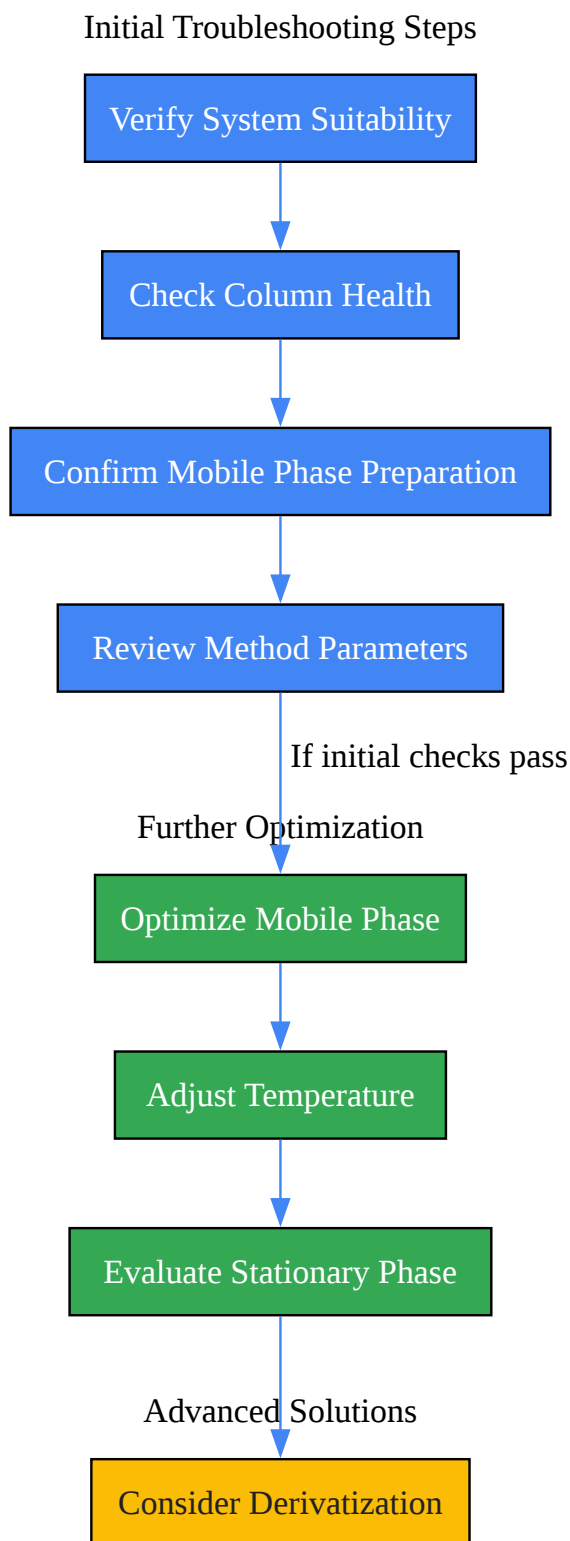 Initial Troubleshooting Steps
Verify System Suitability
Check Column Health
Confirm Mobile Phase Preparation
Review Method Parameters
If initial checks pass
Further Optimization
Optimize Mobile Phase
Adjust Temperature
Evaluate Stationary Phase
Advanced Solutions
Consider Derivatization